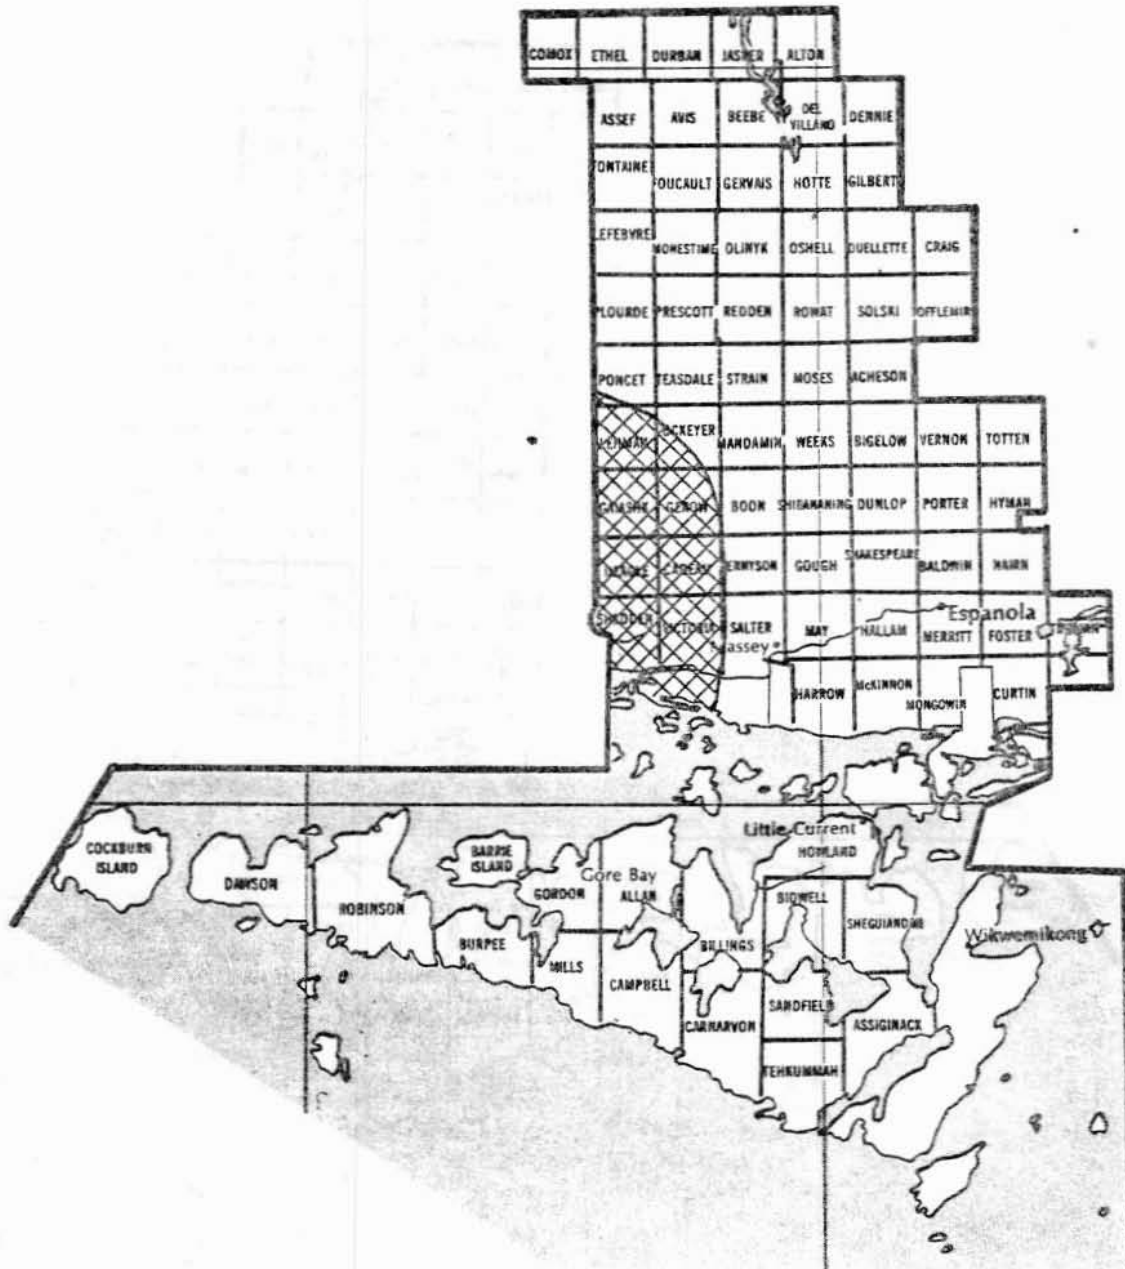 COMOX ETHEL DURBAN JASPER ALTON
ASSEF AVIS BEEBE DEL VILLANO DENNIE
FOUCAULT GERVAIS HOTTE GILBERT
LEFEBVRE MONESTIME OLINYK OSHELL OUELLETTE CRAIG
PLOURDE PRESCOTT REDDEN ROWAT SOLSKI
PONCET TEASDALE STRAIN MOSES ACHESON
MANDAMIN WEEKS BIGELOW VERNON TOTTEN
GEROW BOON SHIBANANING DUNLOP PORTER HYMAN
GOUGH SHAKESPEARE BALDWIN NAIRN
Espanola
SHEDDEN VICTORIA SALTER MAY HALLAM MERRITT FOSTER
HARROW McKINNON MONGOWIN CURTIN
Little Current
HOWLAND
COCKBURN
ISLAND
DAWSON
ROBINSON
BARRIE
ISLAND
GORDON
Gore Bay
ALLAN
BIDWELL
SHEGUIANDAH
Wikwemikong
BURPEE
MILLS
BILLINGS
CAMPBELL
SANDFIELD
CARNARVON
ASSIGINACK
TEHKUMMAH